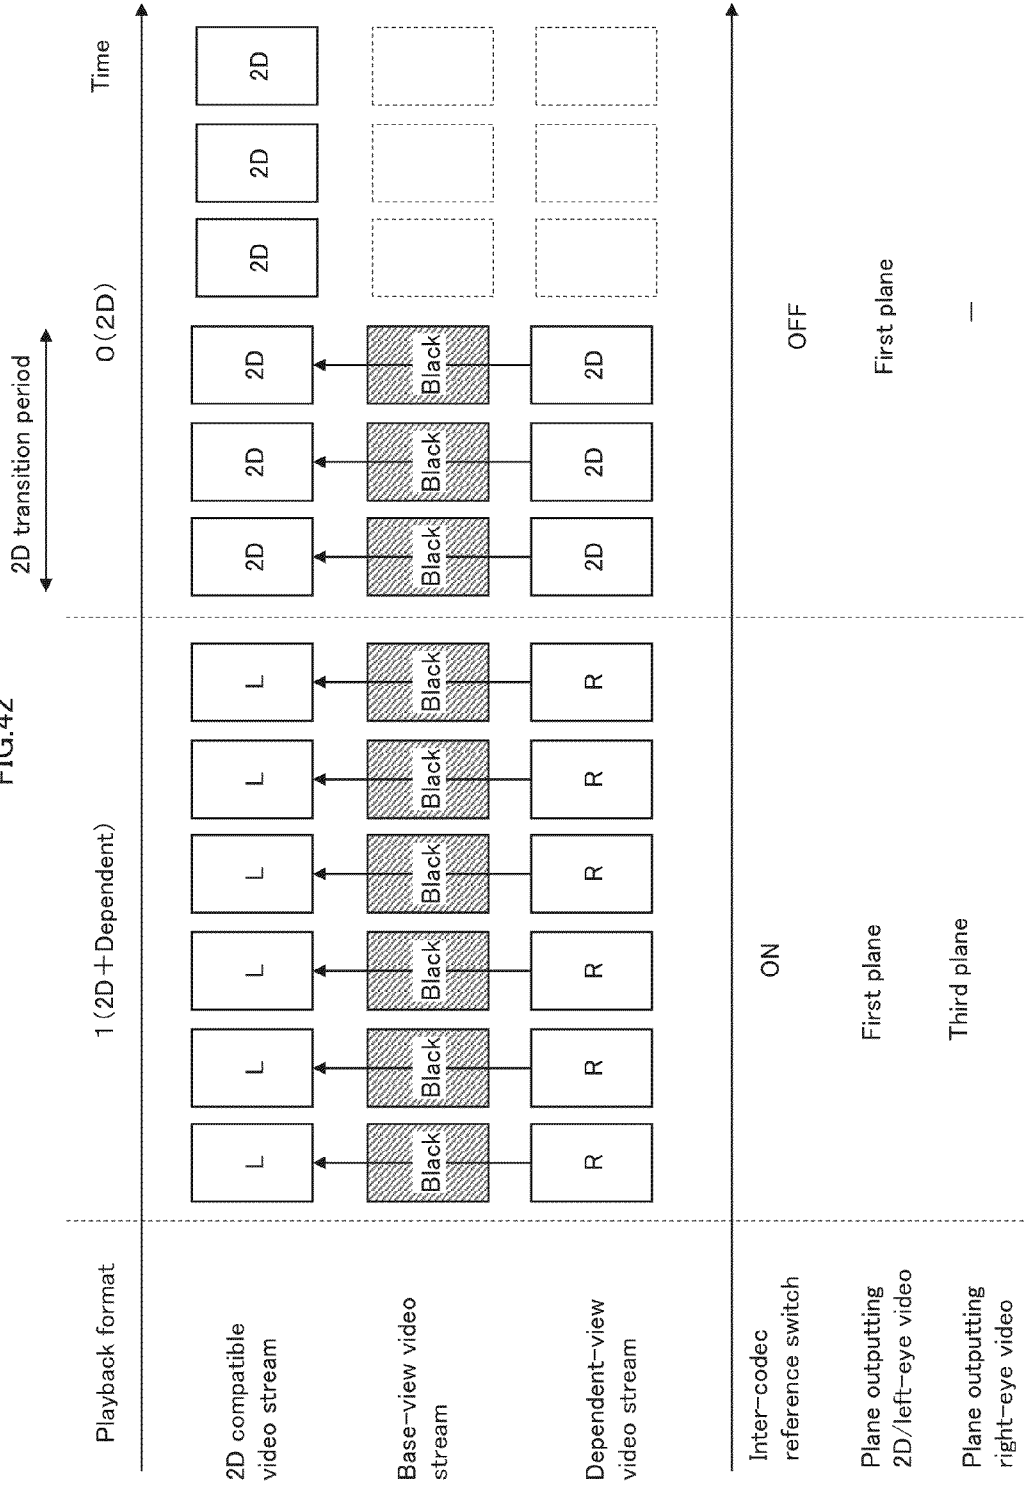 FIG.42
2D transition period
Playback format
1(2D+Dependent)
0(2D)
Time
2D compatible
video stream
L L L L L L 2D 2D 2D 2D 2D 2D
Base-view video
stream
Black Black Black Black Black Black Black Black Black
Dependent-view
video stream
R R R R R R 2D 2D 2D
Inter-codec
reference switch
ON
OFF
Plane outputting
2D/left-eye video
First plane
First plane
Plane outputting
right-eye video
Third plane
—